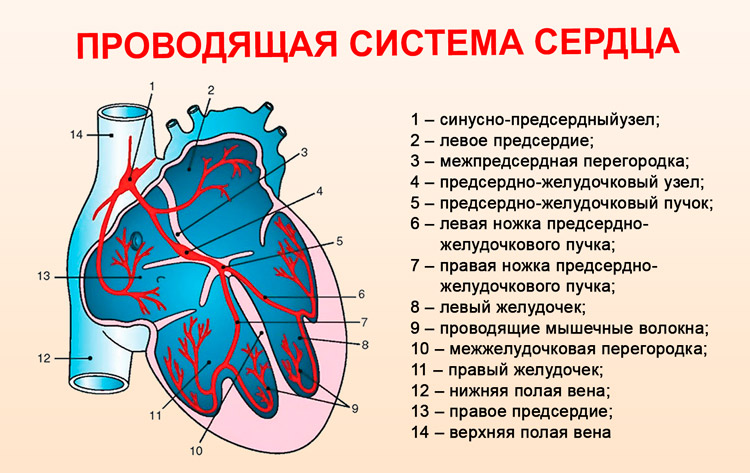 ПРОВОДЯЩАЯ СИСТЕМА СЕРДЦА
1
2
14
3
4
5
13
6
7
8
12
11
9
10
1 – синусно-предсердныйузел;
2 – левое предсердие;
3 – межпредсердная перегородка;
4 – предсердно-желудочковый узел;
5 – предсердно-желудочковый пучок;
6 – левая ножка предсердно-
желудочкового пучка;
7 – правая ножка предсердно-
желудочкового пучка;
8 – левый желудочек;
9 – проводящие мышечные волокна;
10 – межжелудочковая перегородка;
11 – правый желудочек;
12 – нижняя полая вена;
13 – правое предсердие;
14 – верхняя полая вена